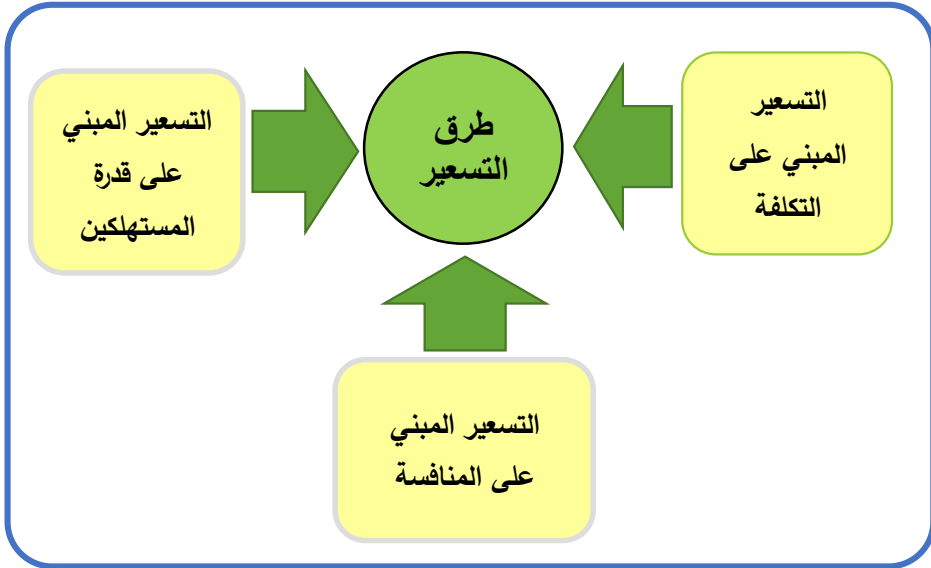 طرق
التسعير
التسعير
المبني على
التكلفة
التسعير المبني
على قدرة
المستهلكين
التسعير المبني
على المنافسة